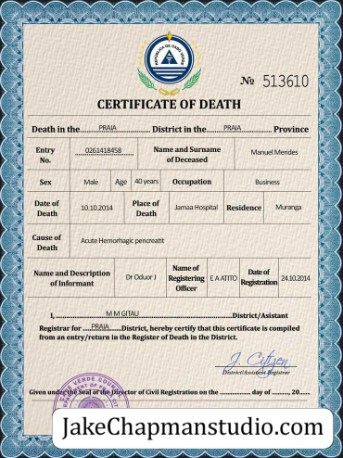 REPÚBLICA DE CABO VERDE
№ 513610
CERTIFICATE OF DEATH
Death in the PRAIA District in the PRAIA Province
Entry No. 0261418458 Name and Surname of Deceased Manuel Mendes
Sex Male Age 40 years Occupation Business
Date of Death 10.10.2014 Place of Death Jamaa Hospital Residence Muranga
Cause of Death Acute Hemorhagic pencreatit
Name and Description of Informant Dr Oduor J Name of Registering Officer E A ATITO Date of Registration 24.10.2014
I, M M GITAU District/Asistant
Registrar for PRAIA District, hereby certify that this certificate is compiled
from an entry/return in the Register of Death in the District.
J. Citizen
District/Assistant Registrar
Given under the Seal of the Director of Civil Registration on the day of 20
JakeChapmanstudio.com